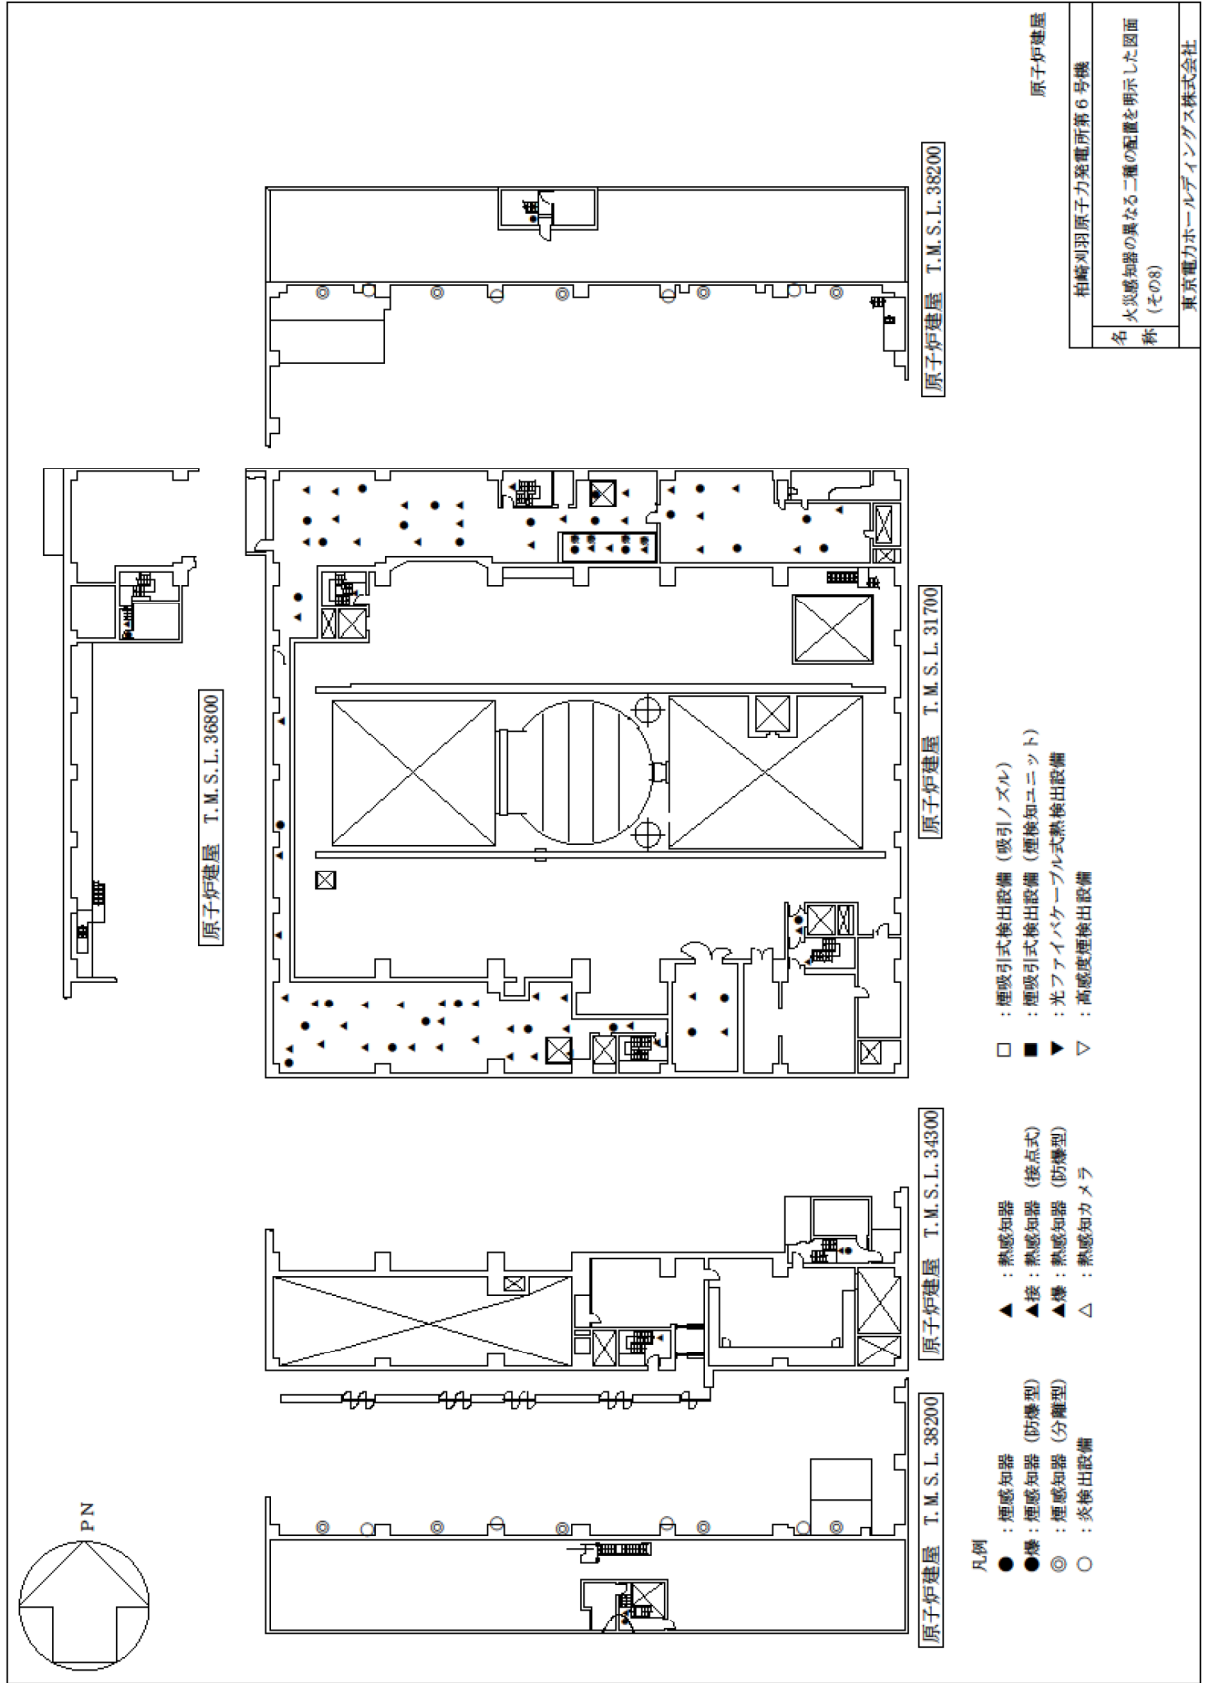 PN
原子炉建屋 T.M.S.L.36800
原子炉建屋 T.M.S.L.38200
原子炉建屋 T.M.S.L.34300
原子炉建屋 T.M.S.L.31700
原子炉建屋 T.M.S.L.38200
凡例
● : 煙感知器
●爆 : 煙感知器 (防爆型)
◎ : 煙感知器 (分離型)
○ : 炎検出設備
▲ : 熱感知器
▲接 : 熱感知器 (接点式)
▲爆 : 熱感知器 (防爆型)
△ : 熱感知カメラ
□ : 煙吸引式検出設備 (吸引ノズル)
■ : 煙吸引式検出設備 (煙検知ユニット)
▼ : 光ファイバケーブル式熱検出設備
▽ : 高感度煙検出設備
原子炉建屋
柏崎刈羽原子力発電所第6号機
名称
火災感知器の異なる二種の配置を明示した図面
(その8)
東京電力ホールディングス株式会社